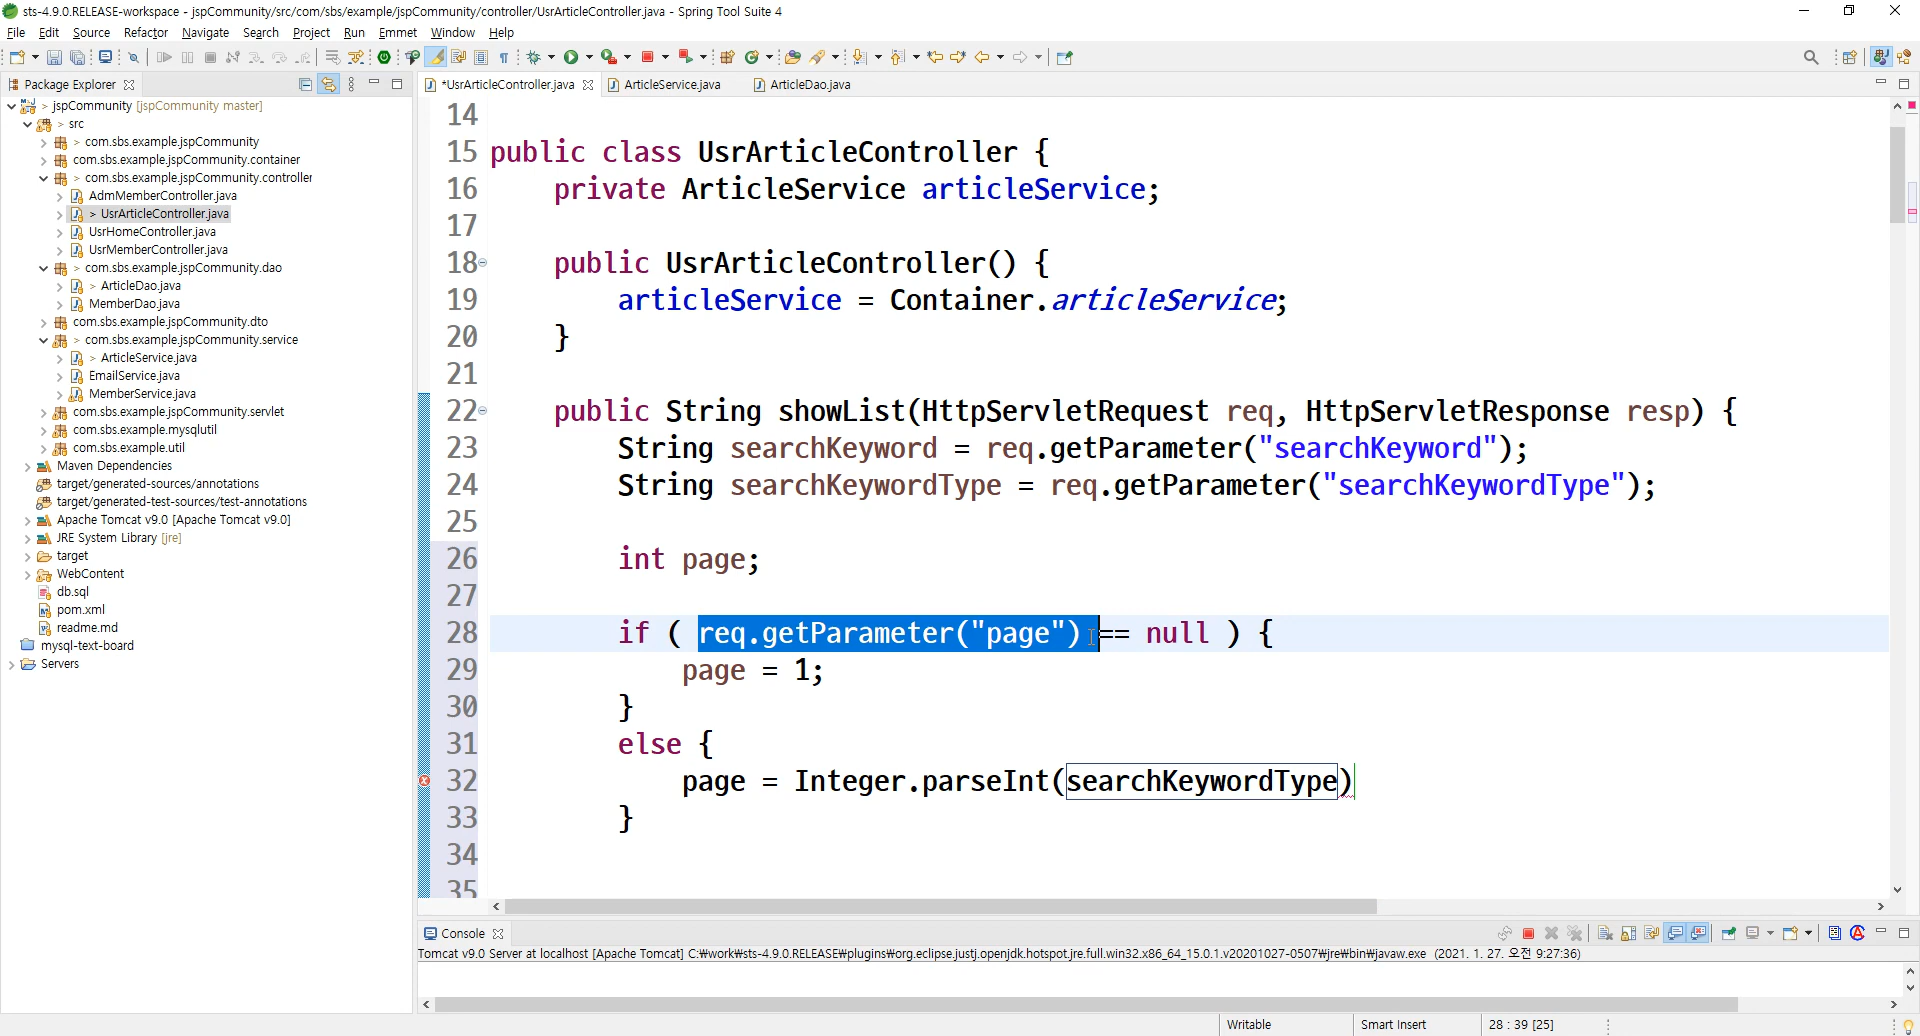 sts-4.9.0.RELEASE-workspace - jspCommunity/src/com/sbs/example/jspCommunity/controller/UsrArticleController.java - Spring Tool Suite 4
File Edit Source Refactor Navigate Search Project Run Emmet Window Help
Package Explorer
> jspCommunity [jspCommunity master]
> src
> com.sbs.example.jspCommunity
com.sbs.example.jspCommunity.container
> com.sbs.example.jspCommunity.controller
AdmMemberController.java
> UsrArticleController.java
UsrHomeController.java
UsrMemberController.java
> com.sbs.example.jspCommunity.dao
> ArticleDao.java
MemberDao.java
com.sbs.example.jspCommunity.dto
> com.sbs.example.jspCommunity.service
> ArticleService.java
EmailService.java
MemberService.java
com.sbs.example.jspCommunity.servlet
com.sbs.example.mysqlutil
com.sbs.example.util
Maven Dependencies
target/generated-sources/annotations
target/generated-test-sources/test-annotations
Apache Tomcat v9.0 [Apache Tomcat v9.0]
JRE System Library [jre]
target
WebContent
db.sql
pom.xml
readme.md
mysql-text-board
Servers
*UsrArticleController.java ArticleService.java ArticleDao.java
14
15 public class UsrArticleController {
16 private ArticleService articleService;
17
18 public UsrArticleController() {
19 articleService = Container.articleService;
20 }
21
22 public String showList(HttpServletRequest req, HttpServletResponse resp) {
23 String searchKeyword = req.getParameter("searchKeyword");
24 String searchKeywordType = req.getParameter("searchKeywordType");
25
26 int page;
27
28 if ( req.getParameter("page") == null ) {
29 page = 1;
30 }
31 else {
32 page = Integer.parseInt(searchKeywordType)
33 }
34
35
Console
Tomcat v9.0 Server at localhost [Apache Tomcat] C:₩work₩sts-4.9.0.RELEASE₩plugins₩org.eclipse.justj.openjdk.hotspot.jre.full.win32.x86_64_15.0.1.v20201027-0507₩jre₩bin₩javaw.exe (2021. 1. 27. 오전 9:27:36)
Writable Smart Insert 28 : 39 [25]